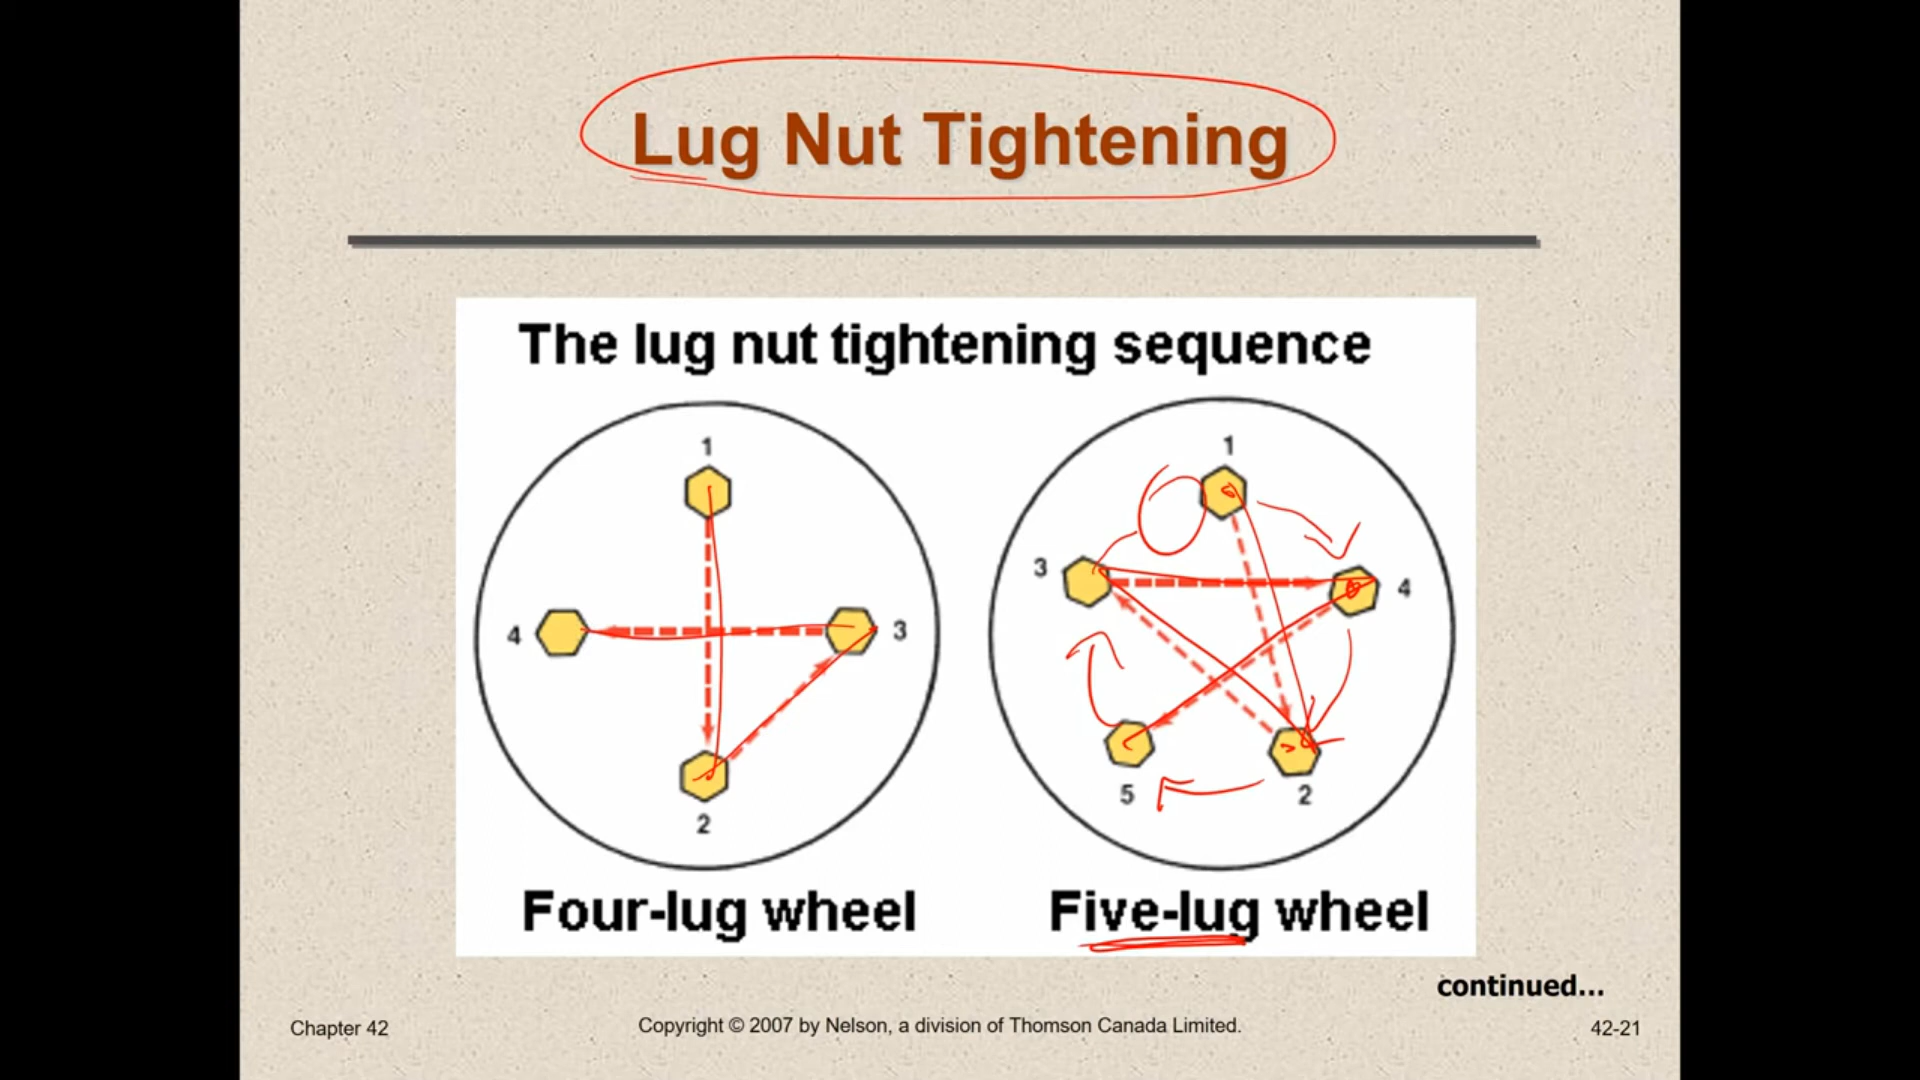 Lug Nut Tightening
The lug nut tightening sequence
1
4
3
2
1
3
4
5
2
Four-lug wheel
Five-lug wheel
continued...
Chapter 42
Copyright © 2007 by Nelson, a division of Thomson Canada Limited.
42-21